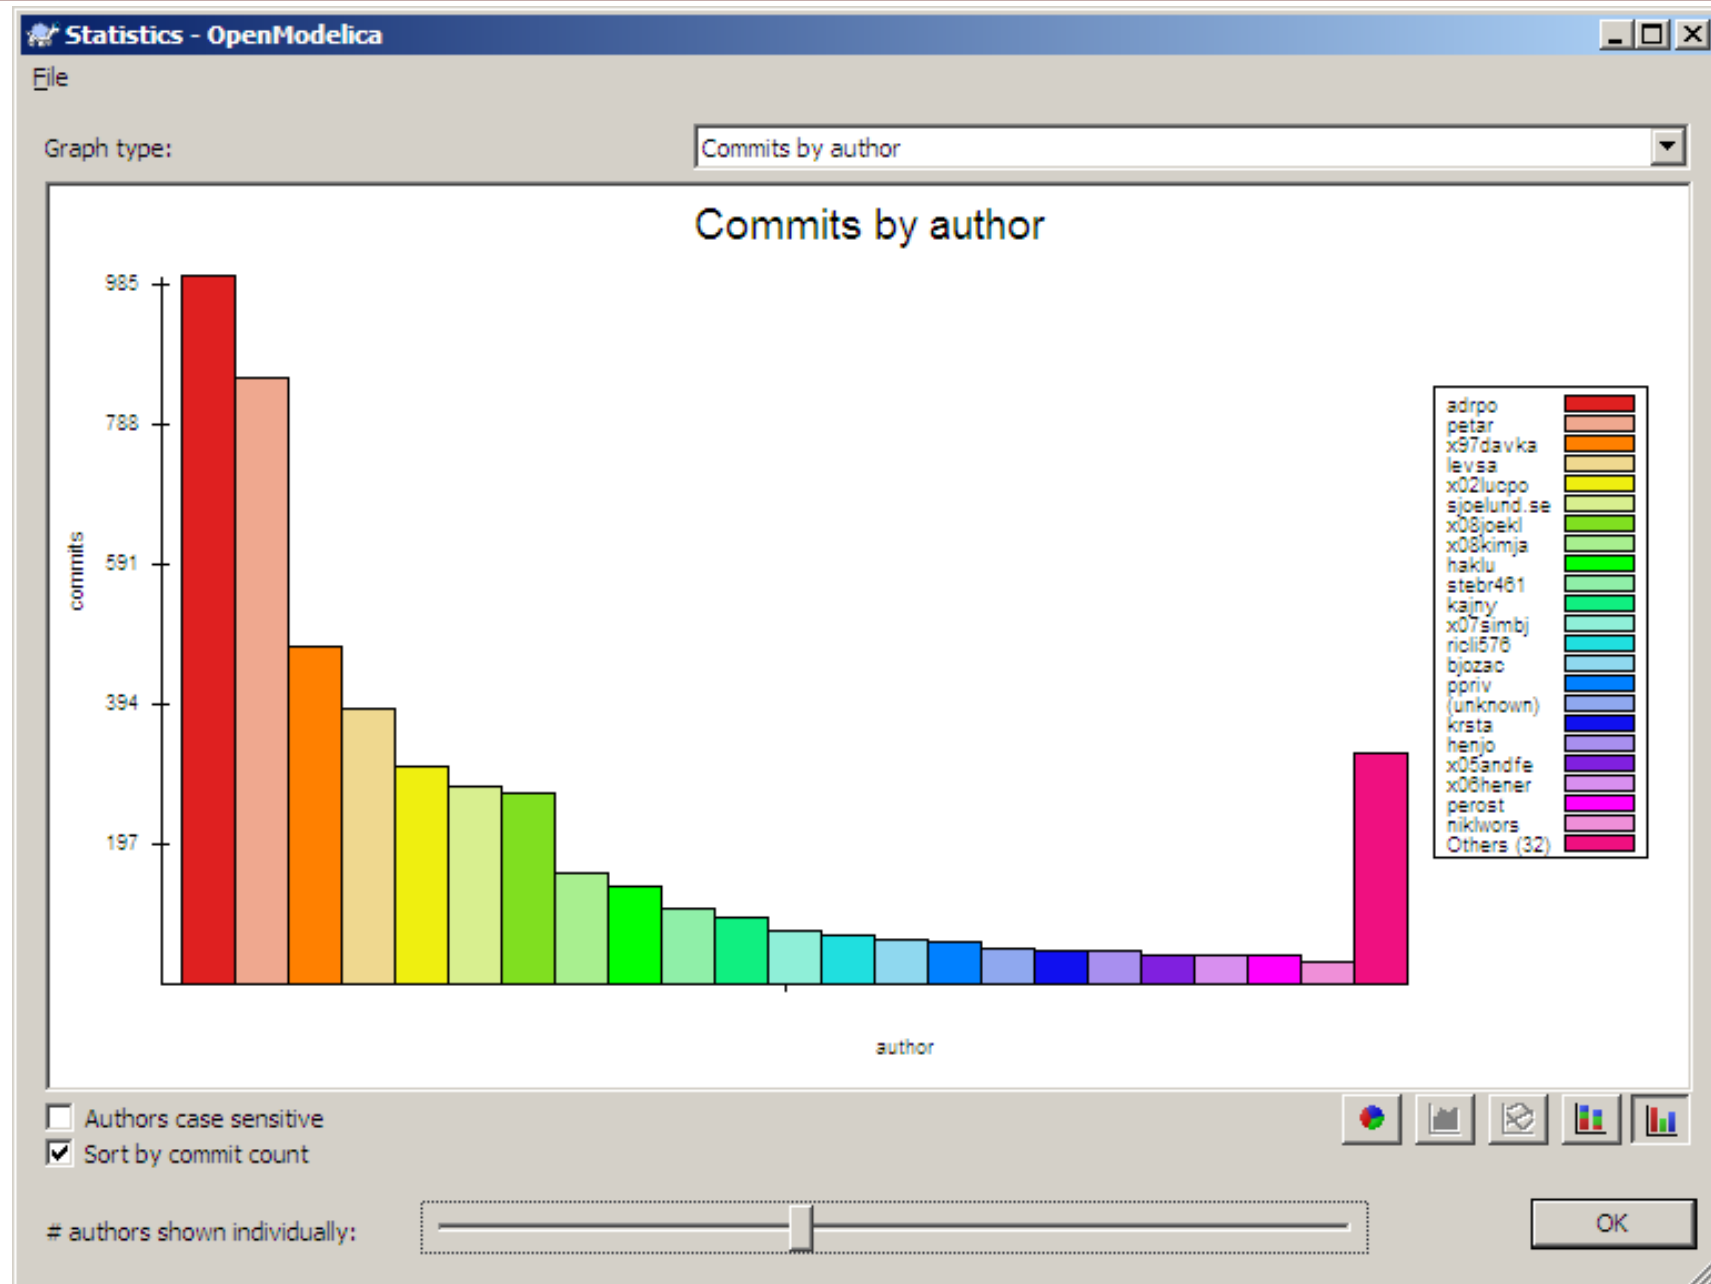 Statistics - OpenModelica
File
Graph type:
Commits by author
Commits by author
985
788
591
394
197
commits
author
adrpo
petar
x97davka
levsa
x02lucpo
sjoelund.se
x08joekl
x08kimja
haklu
stebr461
kajny
x07simbj
ricli576
bjozac
ppriv
(unknown)
krsta
henjo
x05andfe
x06hener
perost
niklwors
Others (32)
Authors case sensitive
Sort by commit count
# authors shown individually:
OK